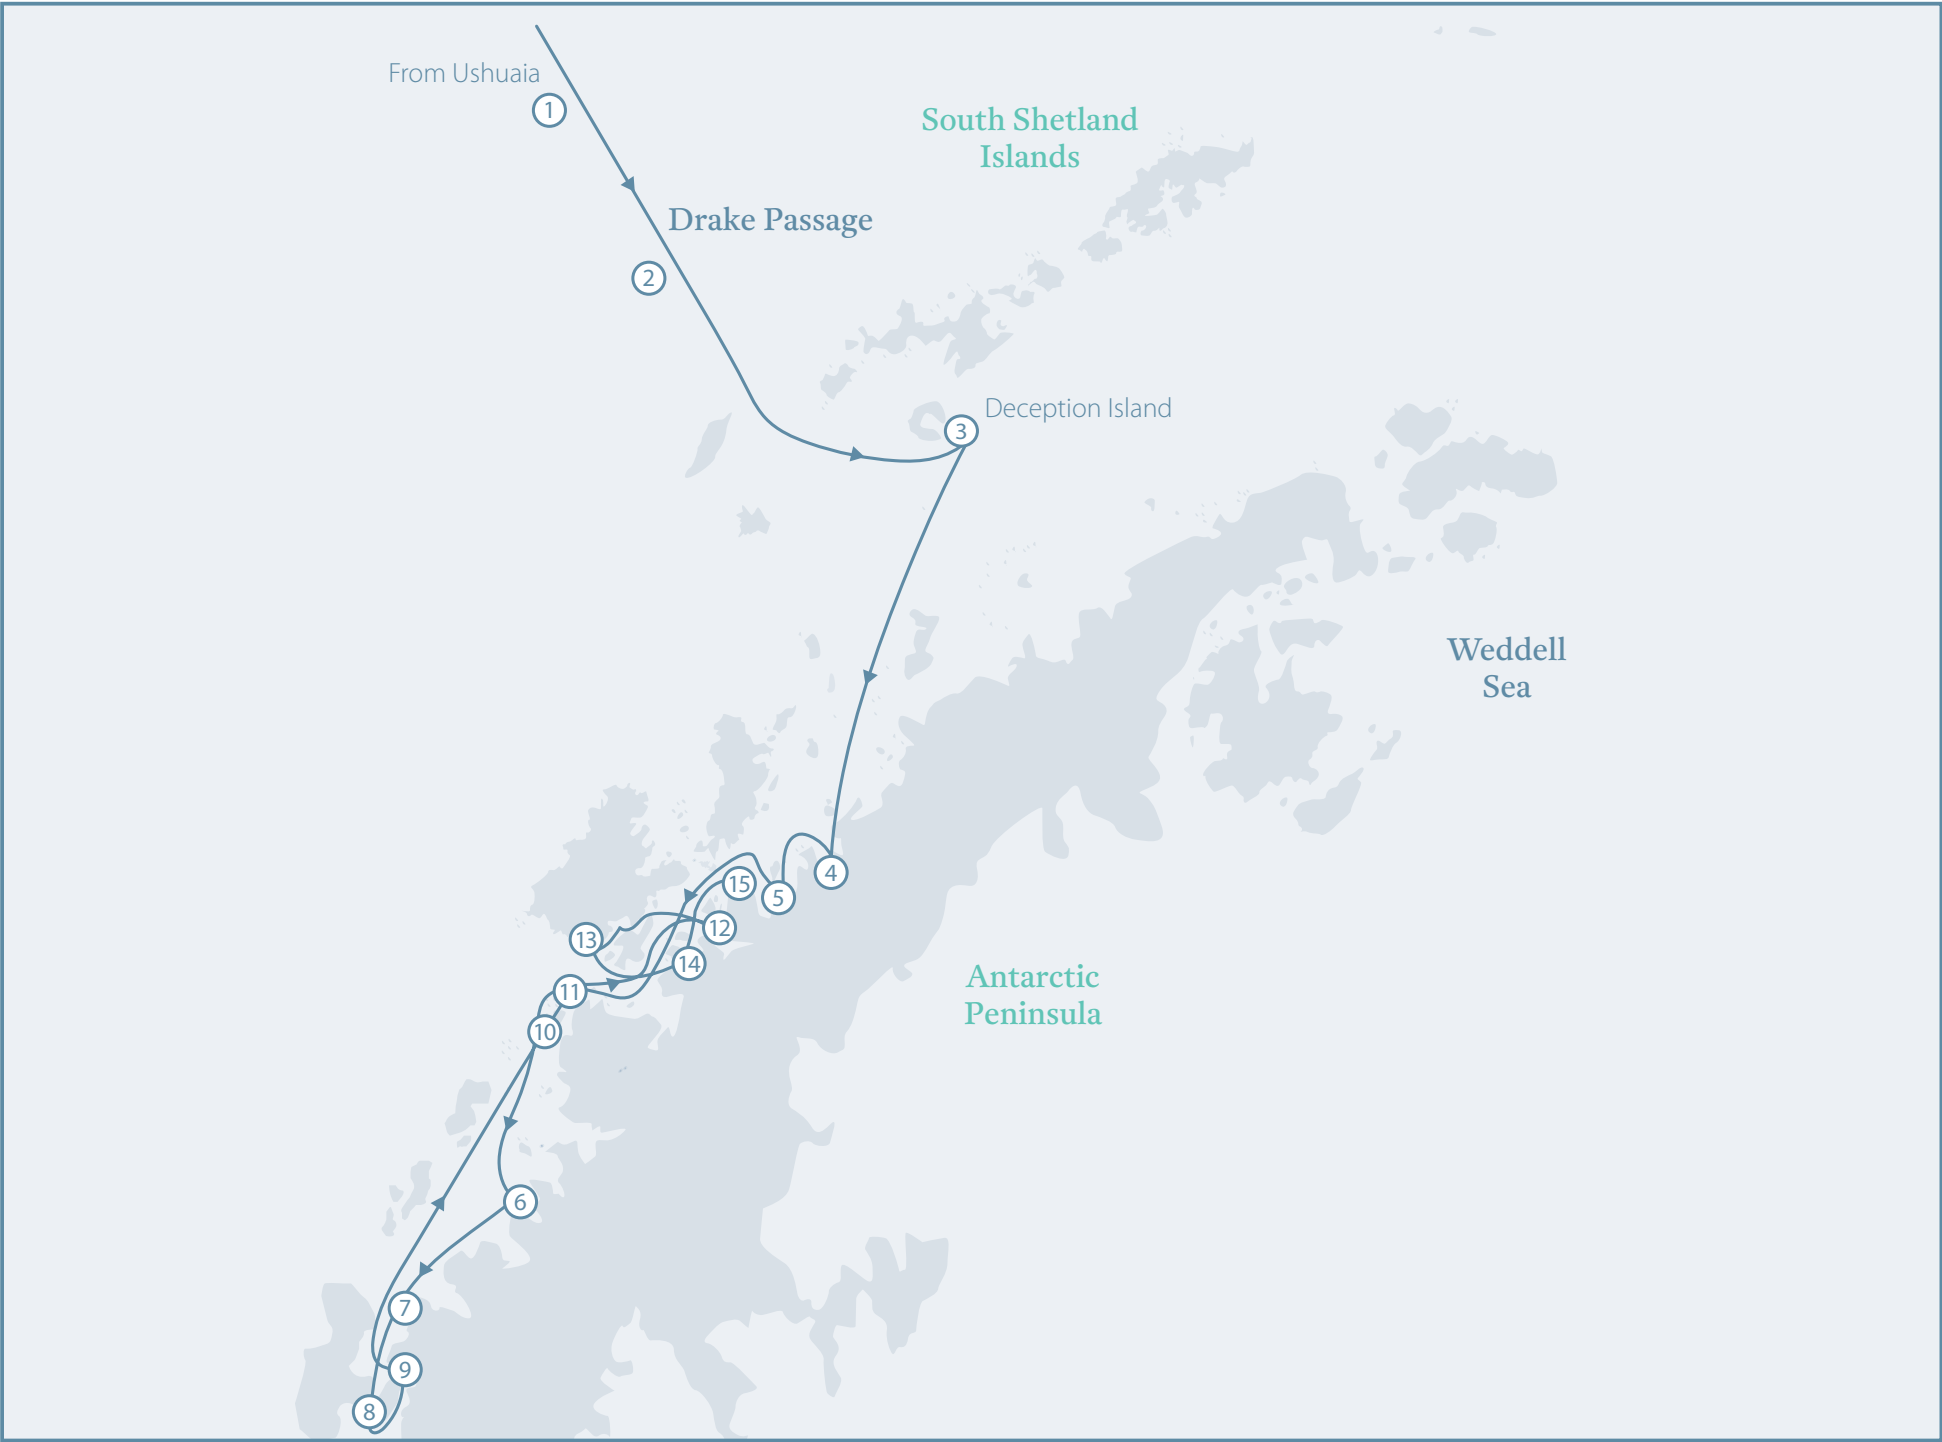 From Ushuaia
1
South Shetland
Islands
Drake Passage
2
Deception Island
3
Weddell
Sea
4
15
5
12
13
14
Antarctic
Peninsula
11
10
6
7
9
8